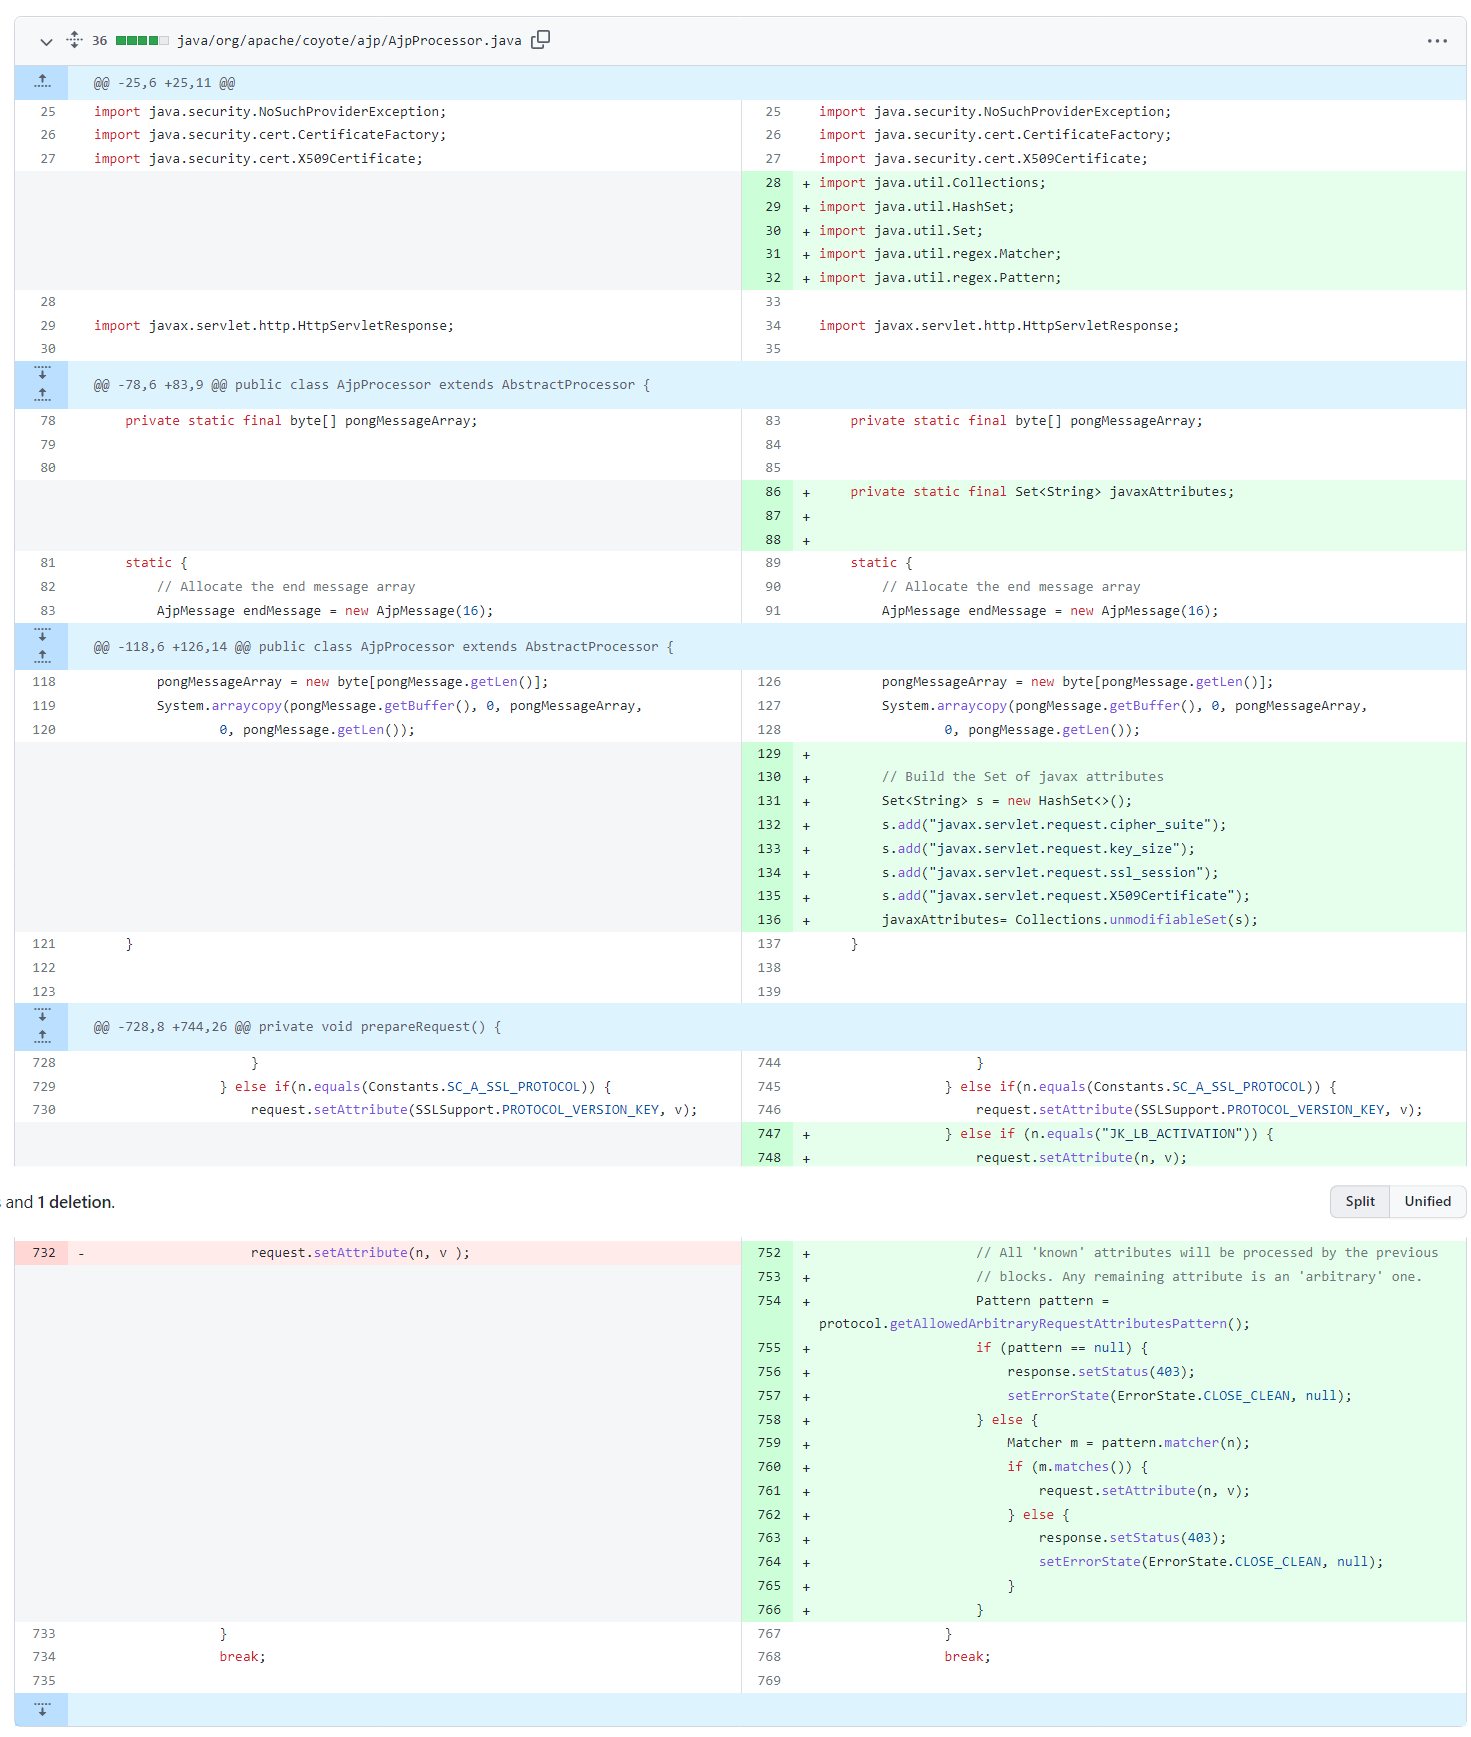 36 java/org/apache/coyote/ajp/AjpProcessor.java
@@ -25,6 +25,11 @@
25 import java.security.NoSuchProviderException; 25 import java.security.NoSuchProviderException;
26 import java.security.cert.CertificateFactory; 26 import java.security.cert.CertificateFactory;
27 import java.security.cert.X509Certificate; 27 import java.security.cert.X509Certificate;
28 + import java.util.Collections;
29 + import java.util.HashSet;
30 + import java.util.Set;
31 + import java.util.regex.Matcher;
32 + import java.util.regex.Pattern;
28 33
29 import javax.servlet.http.HttpServletResponse; 34 import javax.servlet.http.HttpServletResponse;
30 35
@@ -78,6 +83,9 @@ public class AjpProcessor extends AbstractProcessor {
78 private static final byte[] pongMessageArray; 83 private static final byte[] pongMessageArray;
79 84
80 85
86 + private static final Set<String> javaxAttributes;
87 +
88 +
81 static { 89 static {
82 // Allocate the end message array 90 // Allocate the end message array
83 AjpMessage endMessage = new AjpMessage(16); 91 AjpMessage endMessage = new AjpMessage(16);
@@ -118,6 +126,14 @@ public class AjpProcessor extends AbstractProcessor {
118 pongMessageArray = new byte[pongMessage.getLen()]; 126 pongMessageArray = new byte[pongMessage.getLen()];
119 System.arraycopy(pongMessage.getBuffer(), 0, pongMessageArray, 127 System.arraycopy(pongMessage.getBuffer(), 0, pongMessageArray,
120 0, pongMessage.getLen()); 128 0, pongMessage.getLen());
129 +
130 + // Build the Set of javax attributes
131 + Set<String> s = new HashSet<>();
132 + s.add("javax.servlet.request.cipher_suite");
133 + s.add("javax.servlet.request.key_size");
134 + s.add("javax.servlet.request.ssl_session");
135 + s.add("javax.servlet.request.X509Certificate");
136 + javaxAttributes= Collections.unmodifiableSet(s);
121 } 137 }
122 138
123 139
@@ -728,8 +744,26 @@ private void prepareRequest() {
728 } 744 }
729 } else if(n.equals(Constants.SC_A_SSL_PROTOCOL)) { 745 } else if(n.equals(Constants.SC_A_SSL_PROTOCOL)) {
730 request.setAttribute(SSLSupport.PROTOCOL_VERSION_KEY, v); 746 request.setAttribute(SSLSupport.PROTOCOL_VERSION_KEY, v);
747 + } else if (n.equals("JK_LB_ACTIVATION")) {
748 + request.setAttribute(n, v);
and 1 deletion. Split Unified
732 - request.setAttribute(n, v ); 752 + // All 'known' attributes will be processed by the previous
753 + // blocks. Any remaining attribute is an 'arbitrary' one.
754 + Pattern pattern =
protocol.getAllowedArbitraryRequestAttributesPattern();
755 + if (pattern == null) {
756 + response.setStatus(403);
757 + setErrorState(ErrorState.CLOSE_CLEAN, null);
758 + } else {
759 + Matcher m = pattern.matcher(n);
760 + if (m.matches()) {
761 + request.setAttribute(n, v);
762 + } else {
763 + response.setStatus(403);
764 + setErrorState(ErrorState.CLOSE_CLEAN, null);
765 + }
766 + }
733 } 767 }
734 break; 768 break;
735 769